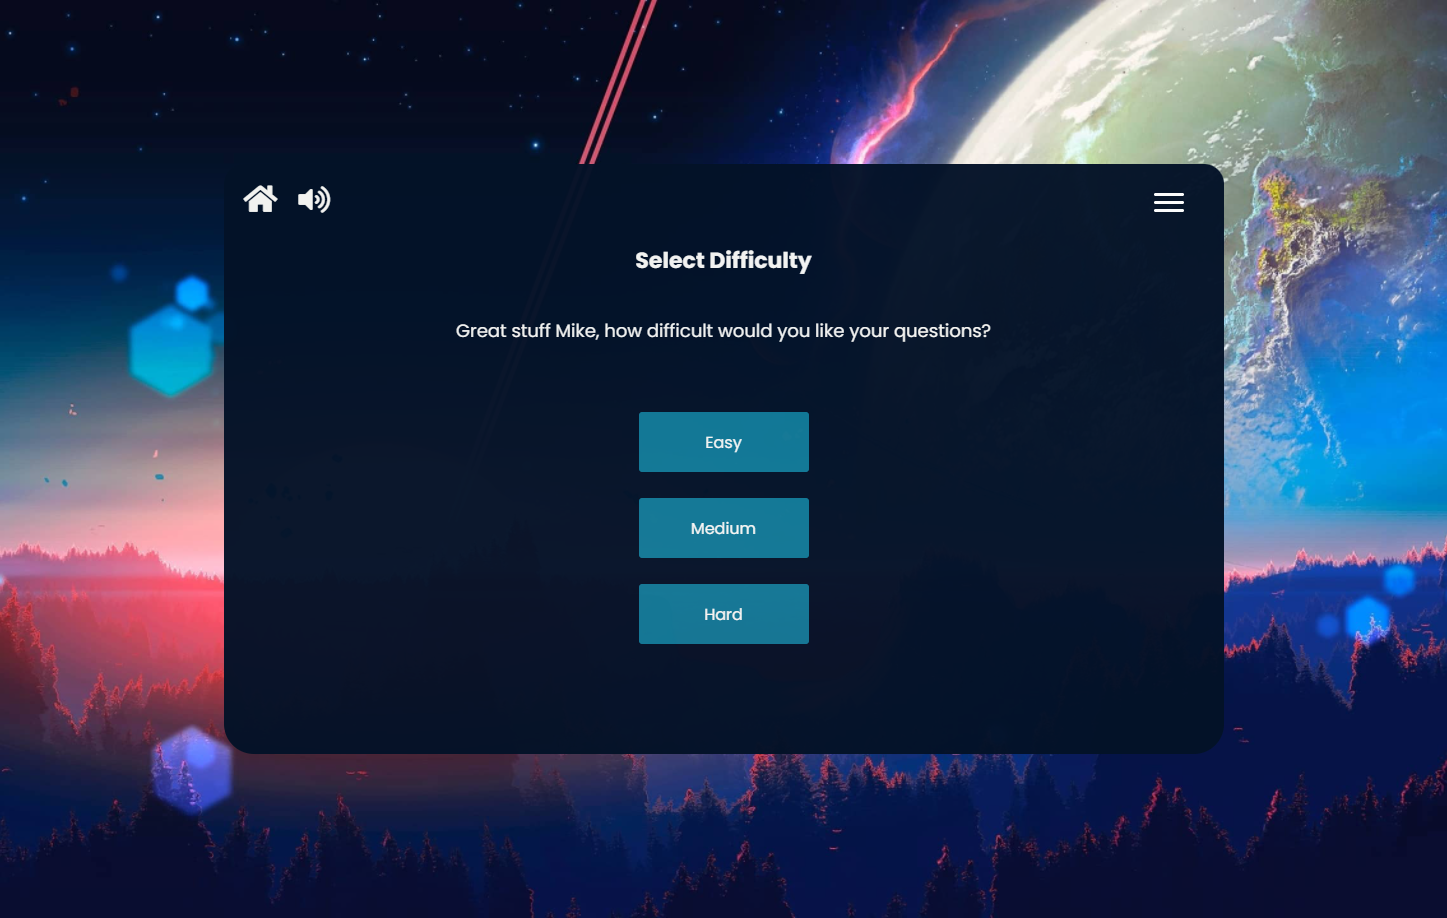 Select Difficulty
Great stuff Mike, how difficult would you like your questions?
Easy
Medium
Hard